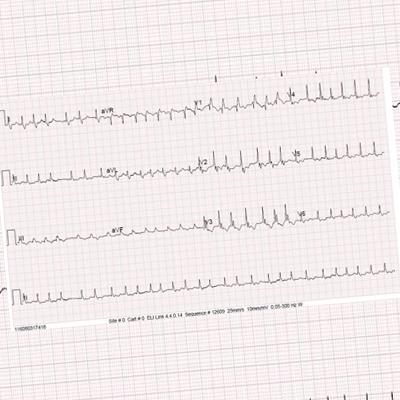 I aVR V1 V4
II aVL V2 V5
III aVF V3 V6
II
Site # 0 Cart # 0 ELI Link 4.4.0.14 Sequence # 12609 25mm/s 10mm/mV 0.05-300 Hz W